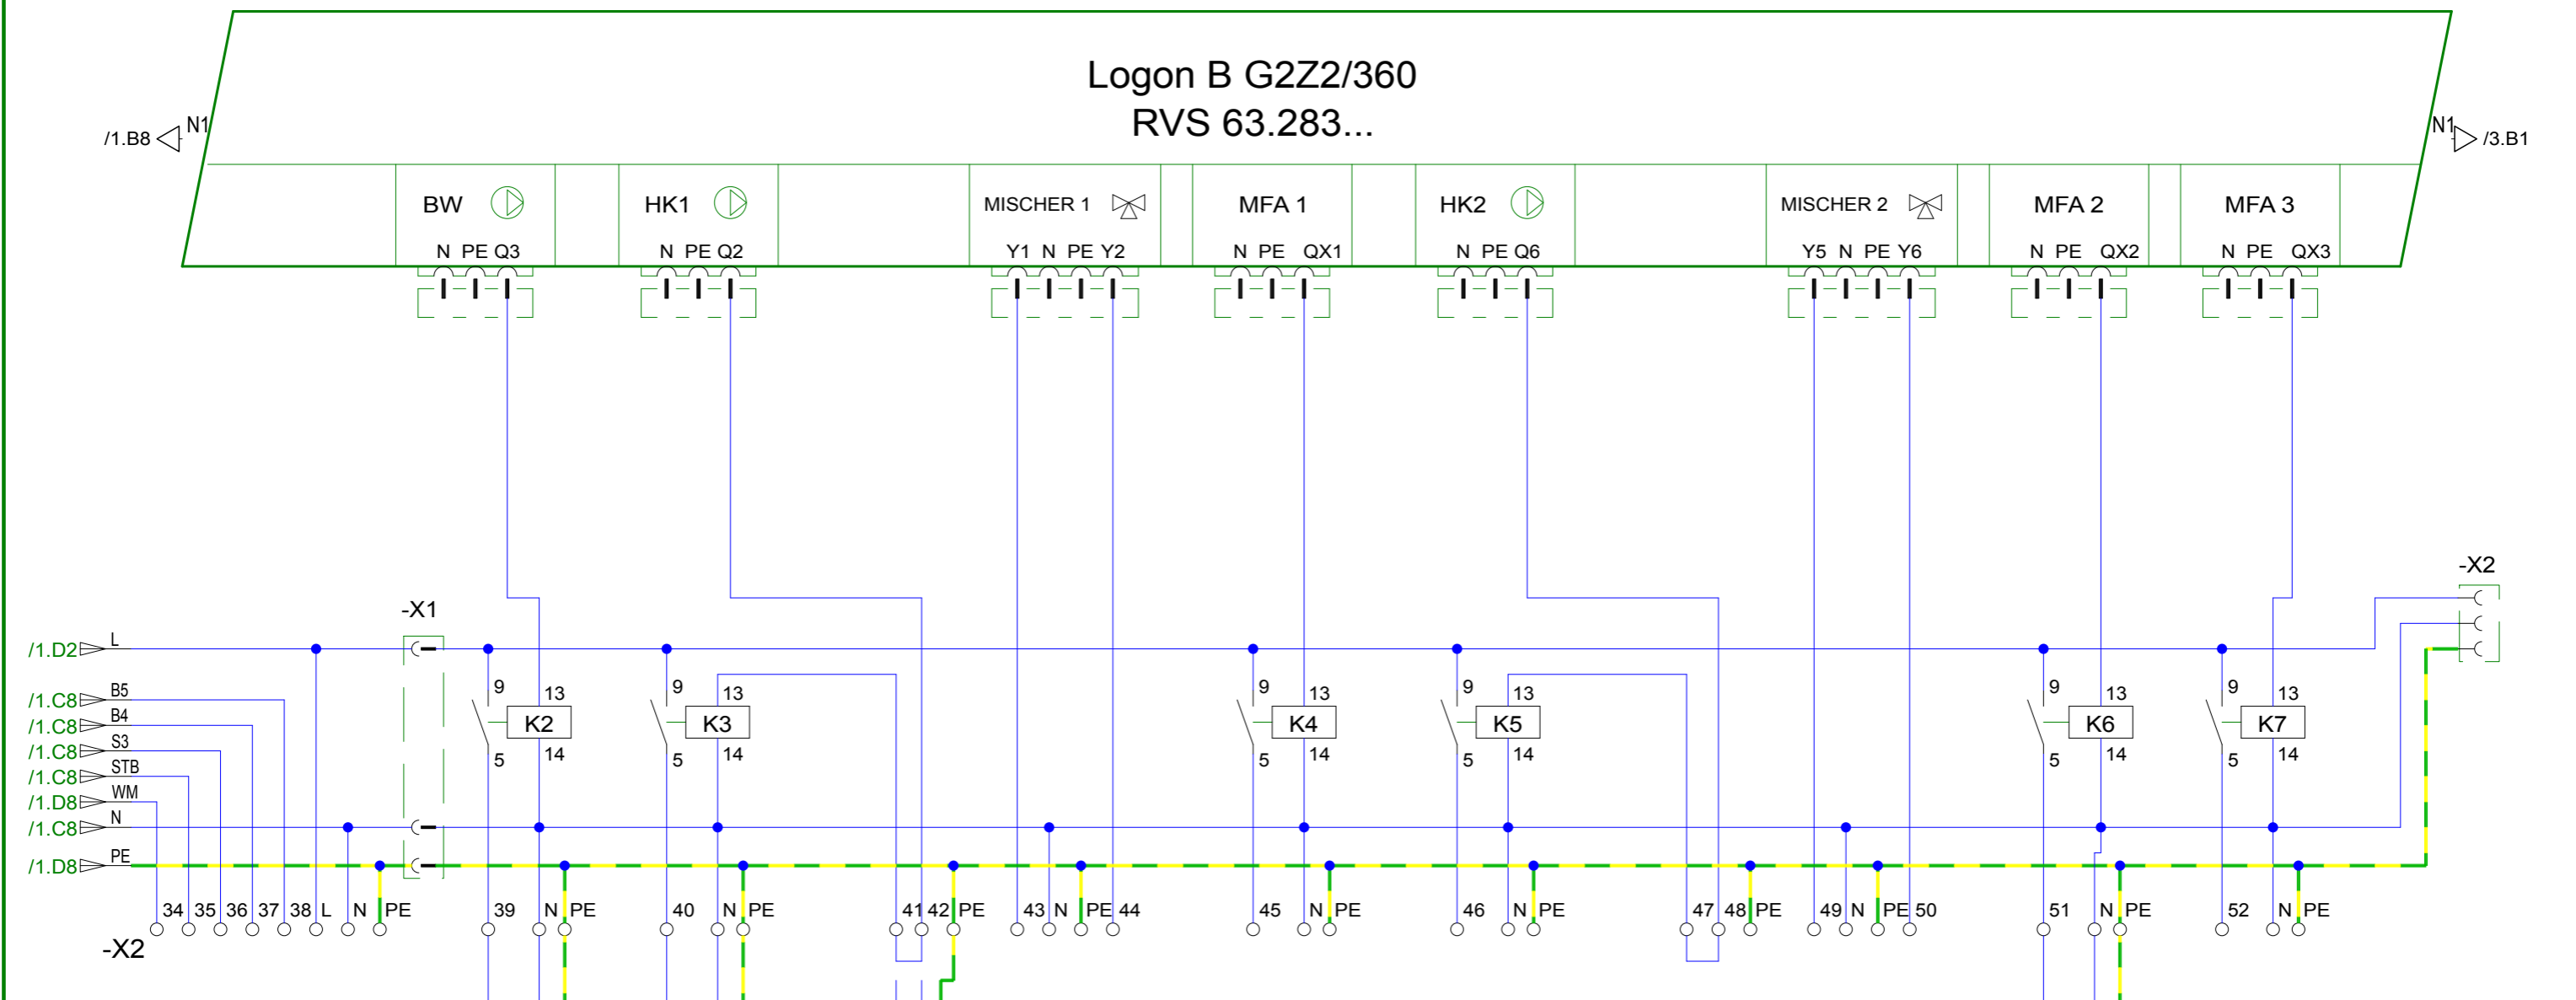 Logon B G2Z2/360
RVS 63.283...
/1.B8 N1
N1 /3.B1
BW HK1 MISCHER 1 MFA 1 HK2 MISCHER 2 MFA 2 MFA 3
N PE Q3 N PE Q2 Y1 N PE Y2 N PE QX1 N PE Q6 Y5 N PE Y6 N PE QX2 N PE QX3
-X2
-X1
/1.D2 L
/1.C8 B5
/1.C8 B4
/1.C8 S3
/1.C8 STB
/1.D8 WM
/1.C8 N
/1.D8 PE
9 13 9 13 9 13 9 13 9 13 9 13
K2 K3 K4 K5 K6 K7
5 14 5 14 5 14 5 14 5 14 5 14
34 35 36 37 38 L N PE 39 N PE 40 N PE 41 42 PE 43 N PE 44 45 N PE 46 N PE 47 48 PE 49 N PE 50 51 N PE 52 N PE
-X2